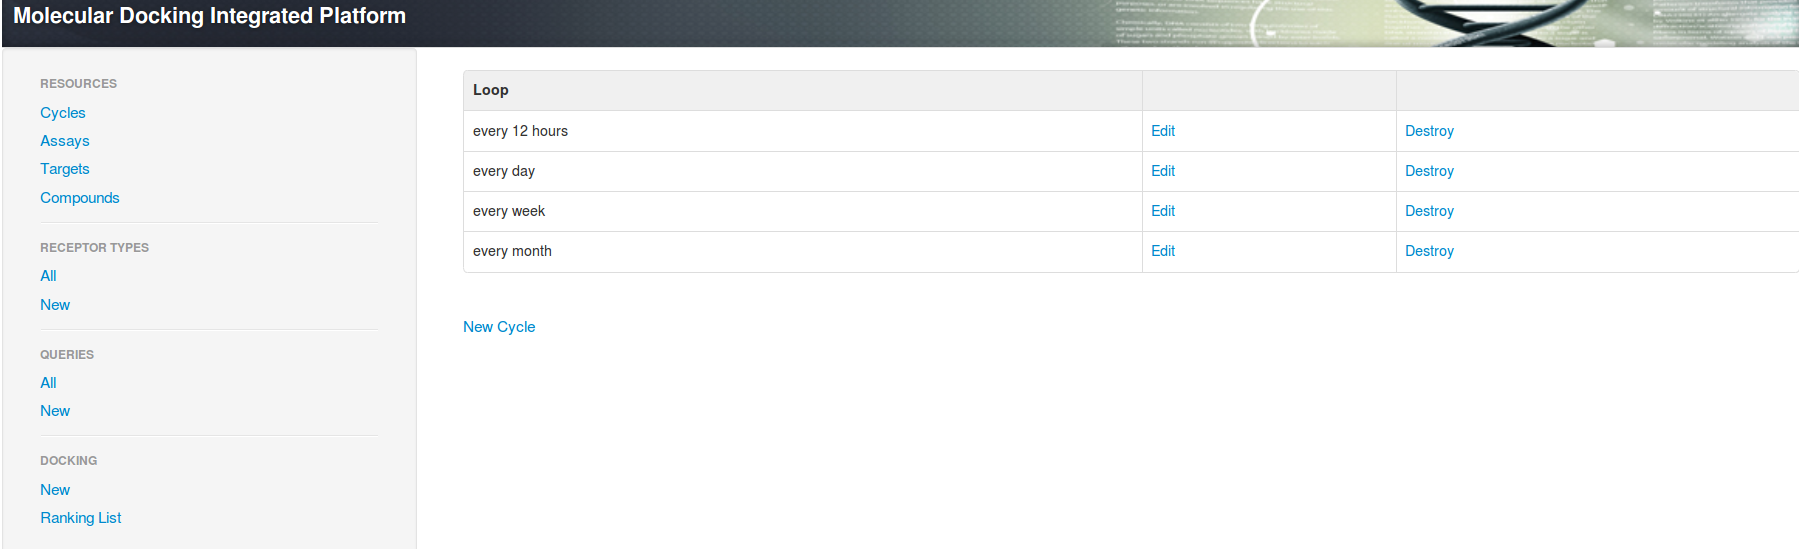 Molecular Docking Integrated Platform
RESOURCES
Cycles
Assays
Targets
Compounds
RECEPTOR TYPES
All
New
QUERIES
All
New
DOCKING
New
Ranking List
Loop
every 12 hours Edit Destroy
every day Edit Destroy
every week Edit Destroy
every month Edit Destroy
New Cycle